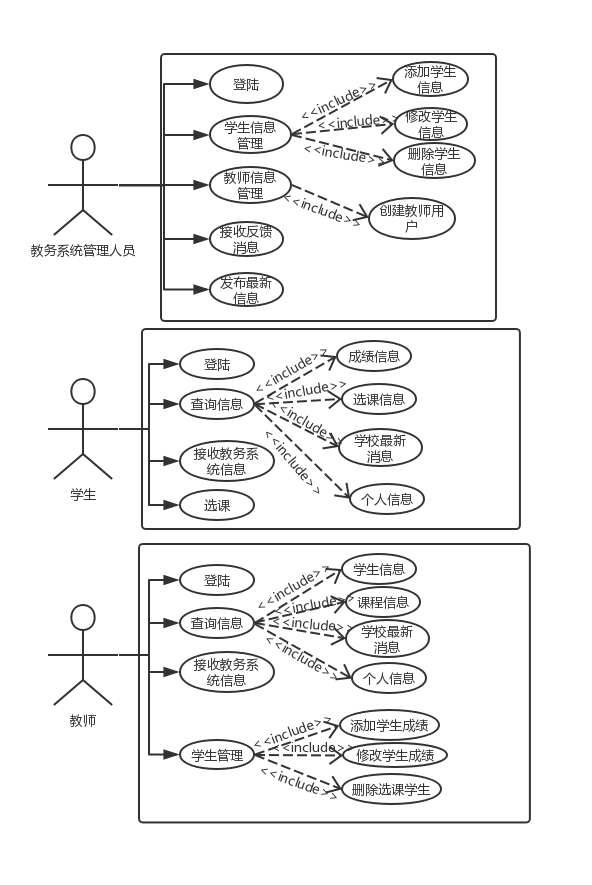 登陆
学生信息
管理
教师信息
管理
接收反馈
消息
发布最新
信息
<<include>>
<<include>>
<<include>>
<<include>>
添加学生
信息
修改学生
信息
删除学生
信息
创建教师用
户
教务系统管理人员
登陆
查询信息
接收教务系
统信息
选课
<<include>>
<<include>>
<<include>>
<<include>>
成绩信息
选课信息
学校最新
消息
个人信息
学生
登陆
查询信息
接收教务系
统信息
学生管理
<<include>>
<<include>>
<<include>>
<<include>>
学生信息
课程信息
学校最新
消息
个人信息
<<include>>
<<include>>
<<include>>
添加学生成绩
修改学生成绩
删除选课学生
教师